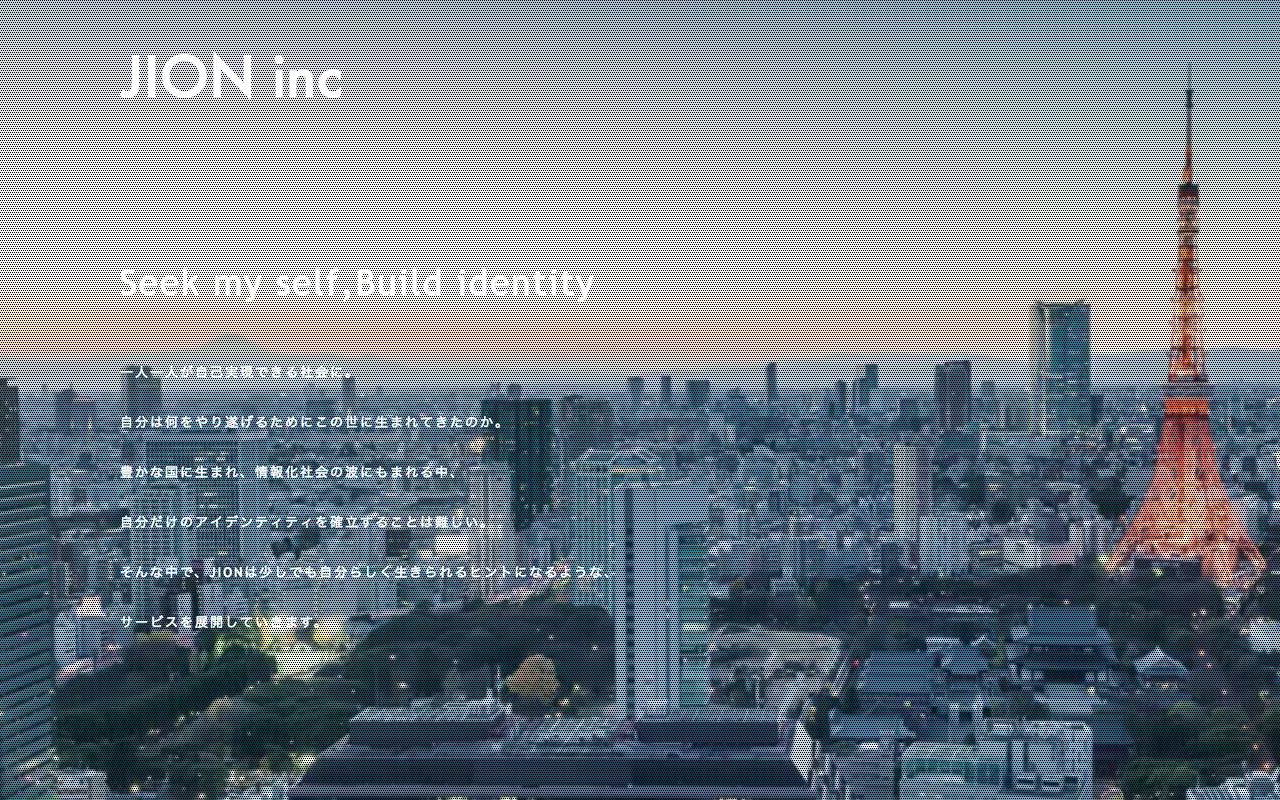 JION inc
Seek my self,Build identity
一人一人が自己実現できる社会に。
自分は何をやり遂げるためにこの世に生まれてきたのか。
豊かな国に生まれ、情報化社会の波にもまれる中、
自分だけのアイデンティティを確立することは難しい。
そんな中で、JIONは少しでも自分らしく生きられるヒントになるような、
サービスを展開していきます。